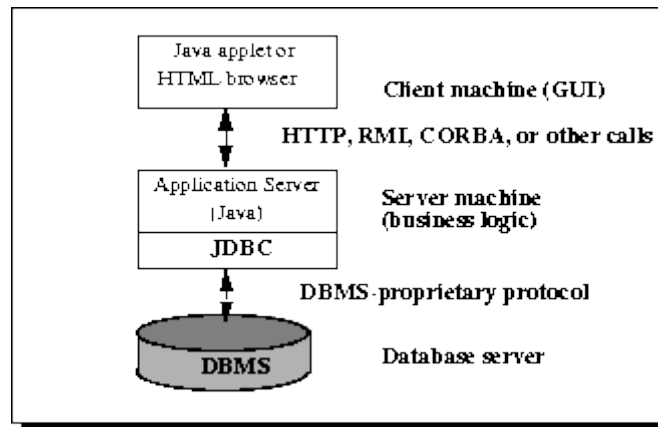 Java applet or
HTML browser
Client machine (GUI)
HTTP, RMI, CORBA, or other calls
Application Server
(Java)
Server machine
(business logic)
JDBC
DBMS-proprietary protocol
DBMS
Database server